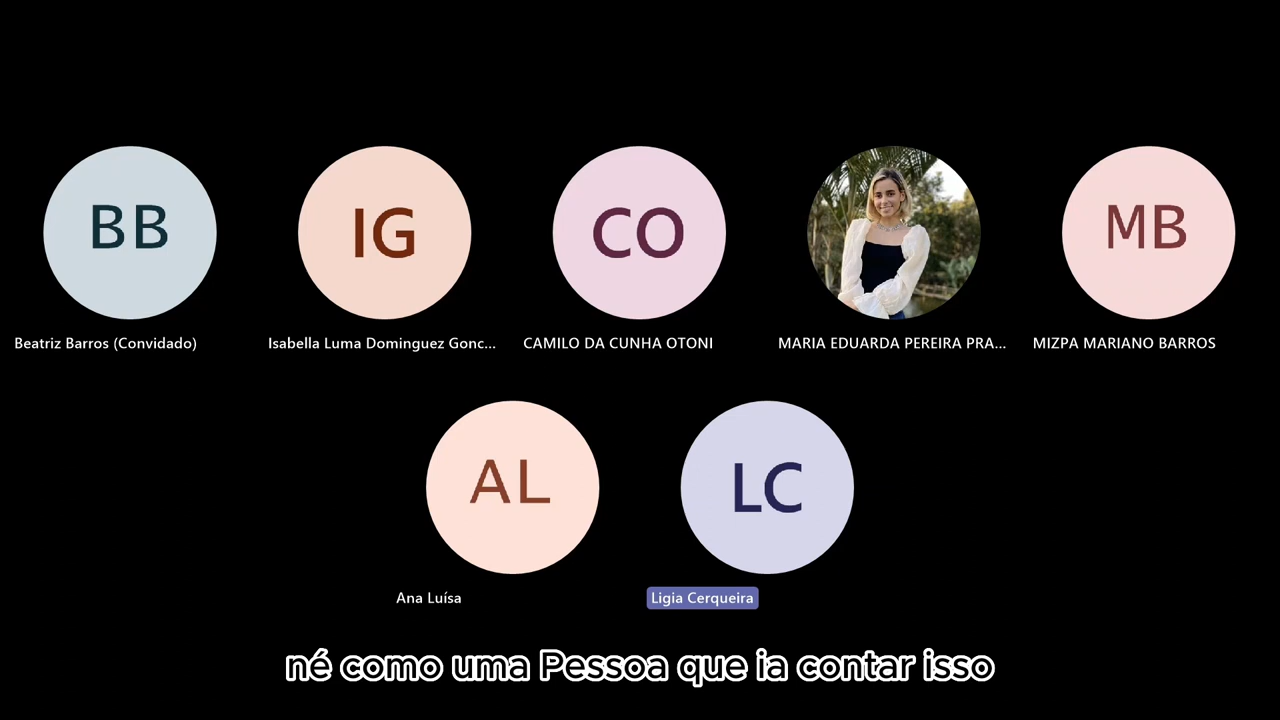 BB
IG
CO
MB
Beatriz Barros (Convidado)
Isabella Luma Dominguez Gonc...
CAMILO DA CUNHA OTONI
MARIA EDUARDA PEREIRA PRA...
MIZPA MARIANO BARROS
AL
LC
Ana Luísa
Ligia Cerqueira
né como uma Pessoa que ia contar isso